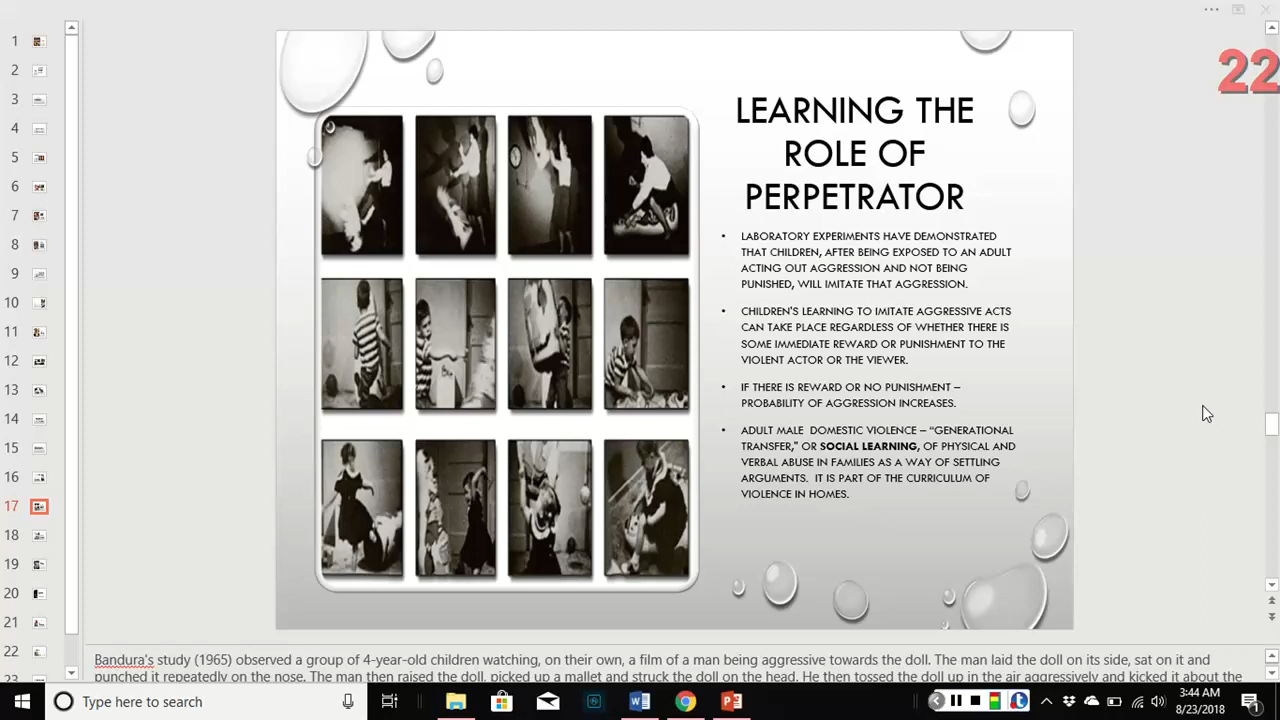 22
1
2
3
4
5
6
7
8
9
10
11
12
13
14
15
16
17
18
19
20
21
22
LEARNING THE
ROLE OF
PERPETRATOR
• LABORATORY EXPERIMENTS HAVE DEMONSTRATED
THAT CHILDREN, AFTER BEING EXPOSED TO AN ADULT
ACTING OUT AGGRESSION AND NOT BEING
PUNISHED, WILL IMITATE THAT AGGRESSION.
• CHILDREN'S LEARNING TO IMITATE AGGRESSIVE ACTS
CAN TAKE PLACE REGARDLESS OF WHETHER THERE IS
SOME IMMEDIATE REWARD OR PUNISHMENT TO THE
VIOLENT ACTOR OR THE VIEWER.
• IF THERE IS REWARD OR NO PUNISHMENT –
PROBABILITY OF AGGRESSION INCREASES.
• ADULT MALE DOMESTIC VIOLENCE – “GENERATIONAL
TRANSFER,” OR SOCIAL LEARNING, OF PHYSICAL AND
VERBAL ABUSE IN FAMILIES AS A WAY OF SETTLING
ARGUMENTS. IT IS PART OF THE CURRICULUM OF
VIOLENCE IN HOMES.
Bandura's study (1965) observed a group of 4-year-old children watching, on their own, a film of a man being aggressive towards the doll. The man laid the doll on its side, sat on it and
punched it repeatedly on the nose. The man then raised the doll, picked up a mallet and struck the doll on the head. He then tossed the doll up in the air aggressively and kicked it about the
Type here to search
3:44 AM
8/23/2018